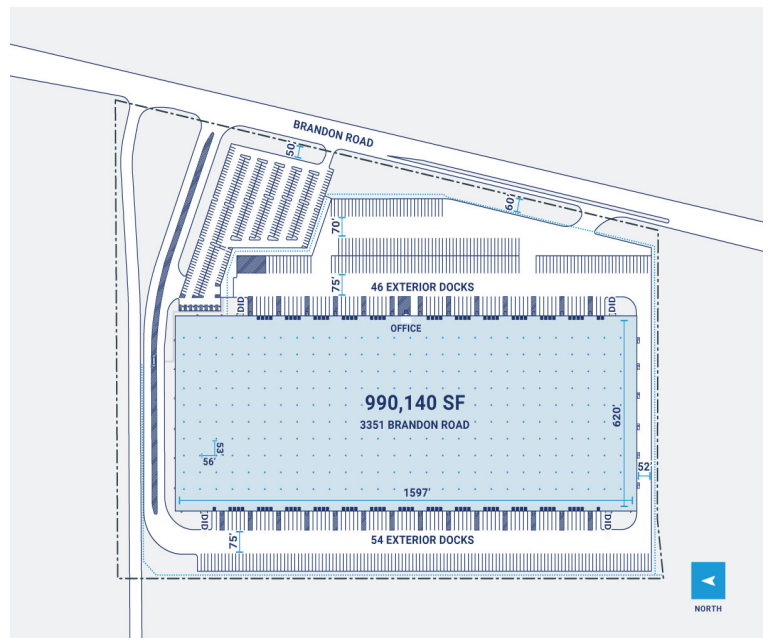 BRANDON ROAD
50'
60'
70'
75'
46 EXTERIOR DOCKS
DID
DID
OFFICE
990,140 SF
3351 BRANDON ROAD
620'
53'
56'
52'
1597'
DID
DID
75'
54 EXTERIOR DOCKS
NORTH